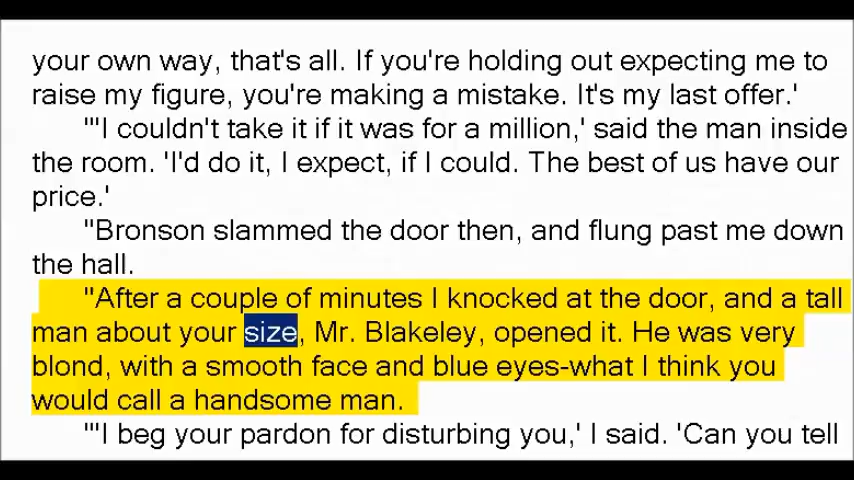 your own way, that's all. If you're holding out expecting me to
raise my figure, you're making a mistake. It's my last offer.'
"'I couldn't take it if it was for a million,' said the man inside
the room. 'I'd do it, I expect, if I could. The best of us have our
price.'
"Bronson slammed the door then, and flung past me down
the hall.
"After a couple of minutes I knocked at the door, and a tall
man about your size, Mr. Blakeley, opened it. He was very
blond, with a smooth face and blue eyes-what I think you
would call a handsome man.
"'I beg your pardon for disturbing you,' I said. 'Can you tell